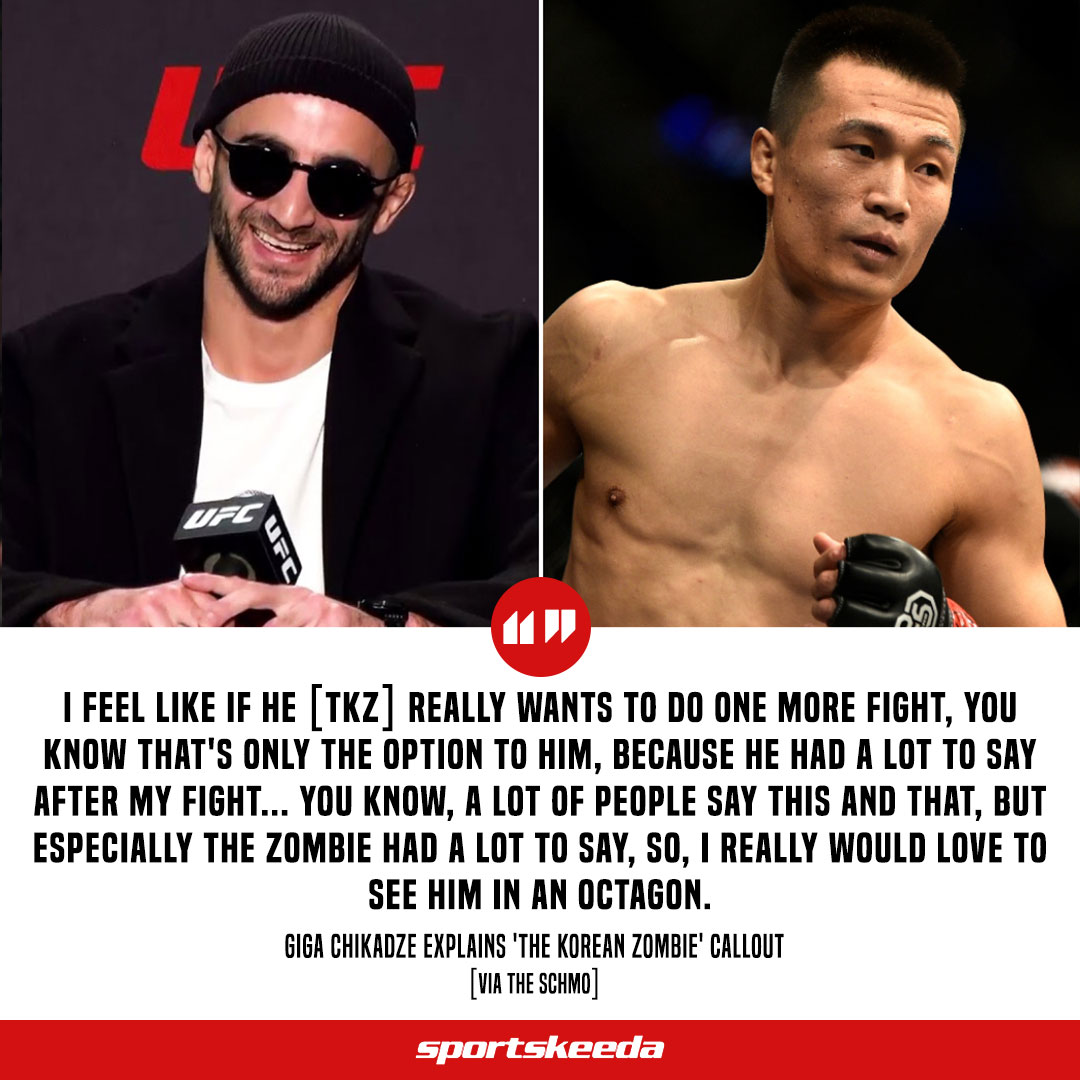 UFC
UFC
UFC
I FEEL LIKE IF HE [TKZ] REALLY WANTS TO DO ONE MORE FIGHT, YOU
KNOW THAT'S ONLY THE OPTION TO HIM, BECAUSE HE HAD A LOT TO SAY
AFTER MY FIGHT... YOU KNOW, A LOT OF PEOPLE SAY THIS AND THAT, BUT
ESPECIALLY THE ZOMBIE HAD A LOT TO SAY, SO, I REALLY WOULD LOVE TO
SEE HIM IN AN OCTAGON.
GIGA CHIKADZE EXPLAINS 'THE KOREAN ZOMBIE' CALLOUT
[VIA THE SCHMO]
sportskeeda